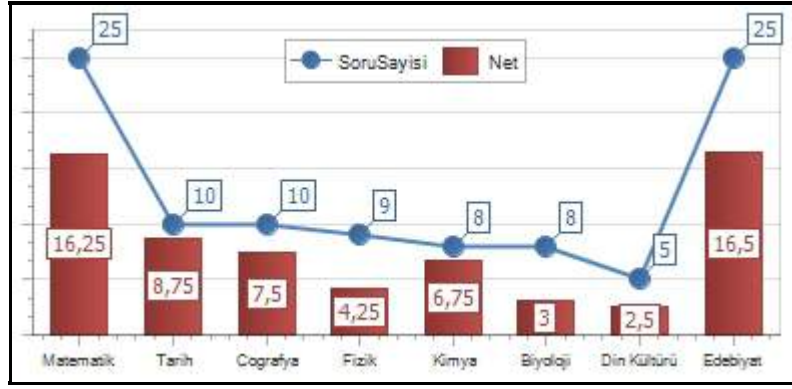 25
25
SoruSayisi
Net
10
10
9
8
8
5
16,25
8,75
7,5
4,25
6,75
3
2,5
16,5
Matematik
Tarih
Cografya
Fizik
Kimya
Biyoloji
Din Kültürü
Edebiyat